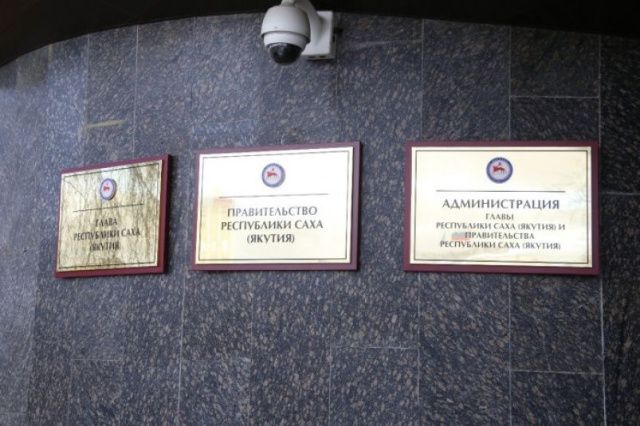 ГЛАВА
РЕСПУБЛИКИ САХА
(ЯКУТИЯ)
ПРАВИТЕЛЬСТВО
РЕСПУБЛИКИ САХА
(ЯКУТИЯ)
АДМИНИСТРАЦИЯ
ГЛАВЫ
РЕСПУБЛИКИ САХА (ЯКУТИЯ) И
ПРАВИТЕЛЬСТВА
РЕСПУБЛИКИ САХА (ЯКУТИЯ)